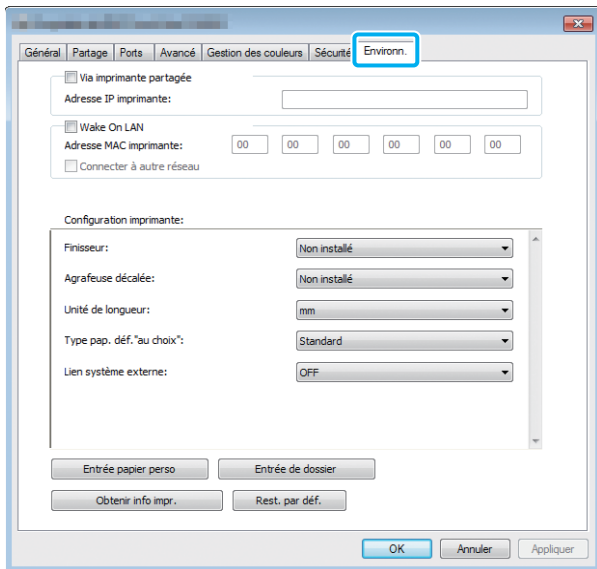 Général Partage Ports Avancé Gestion des couleurs Sécurité Environn.
Via imprimante partagée
Adresse IP imprimante:
Wake On LAN
Adresse MAC imprimante: 00 00 00 00 00 00
Connecter à autre réseau
Configuration imprimante:
Finisseur: Non installé
Agrafeuse décalée: Non installé
Unité de longueur: mm
Type pap. déf."au choix": Standard
Lien système externe: OFF
Entrée papier perso Entrée de dossier
Obtenir info impr. Rest. par déf.
OK Annuler Appliquer